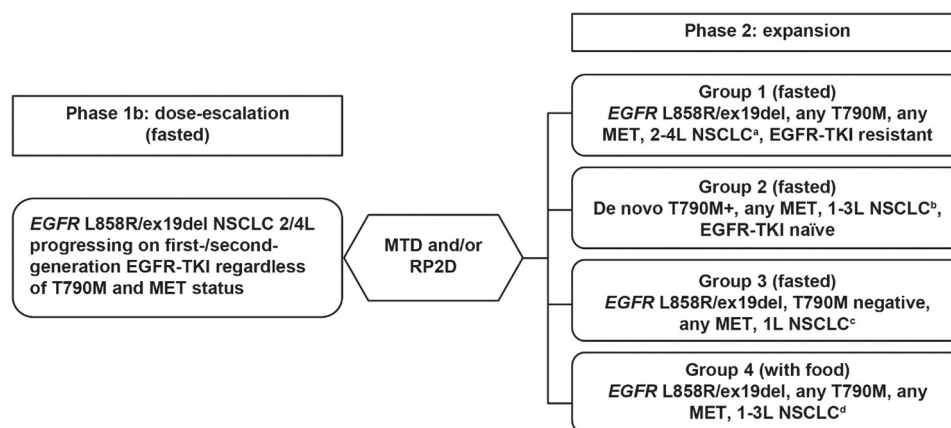 Phase 1b: dose-escalation
(fasted)
EGFR L858R/ex19del NSCLC 2/4L
progressing on first-/second-
generation EGFR-TKI regardless
of T790M and MET status
MTD and/or
RP2D
Phase 2: expansion
Group 1 (fasted)
EGFR L858R/ex19del, any T790M, any
MET, 2-4L NSCLCᵃ, EGFR-TKI resistant
Group 2 (fasted)
De novo T790M+, any MET, 1-3L NSCLCᵇ,
EGFR-TKI naïve
Group 3 (fasted)
EGFR L858R/ex19del, T790M negative,
any MET, 1L NSCLCᶜ
Group 4 (with food)
EGFR L858R/ex19del, any T790M, any
MET, 1-3L NSCLCᵈ